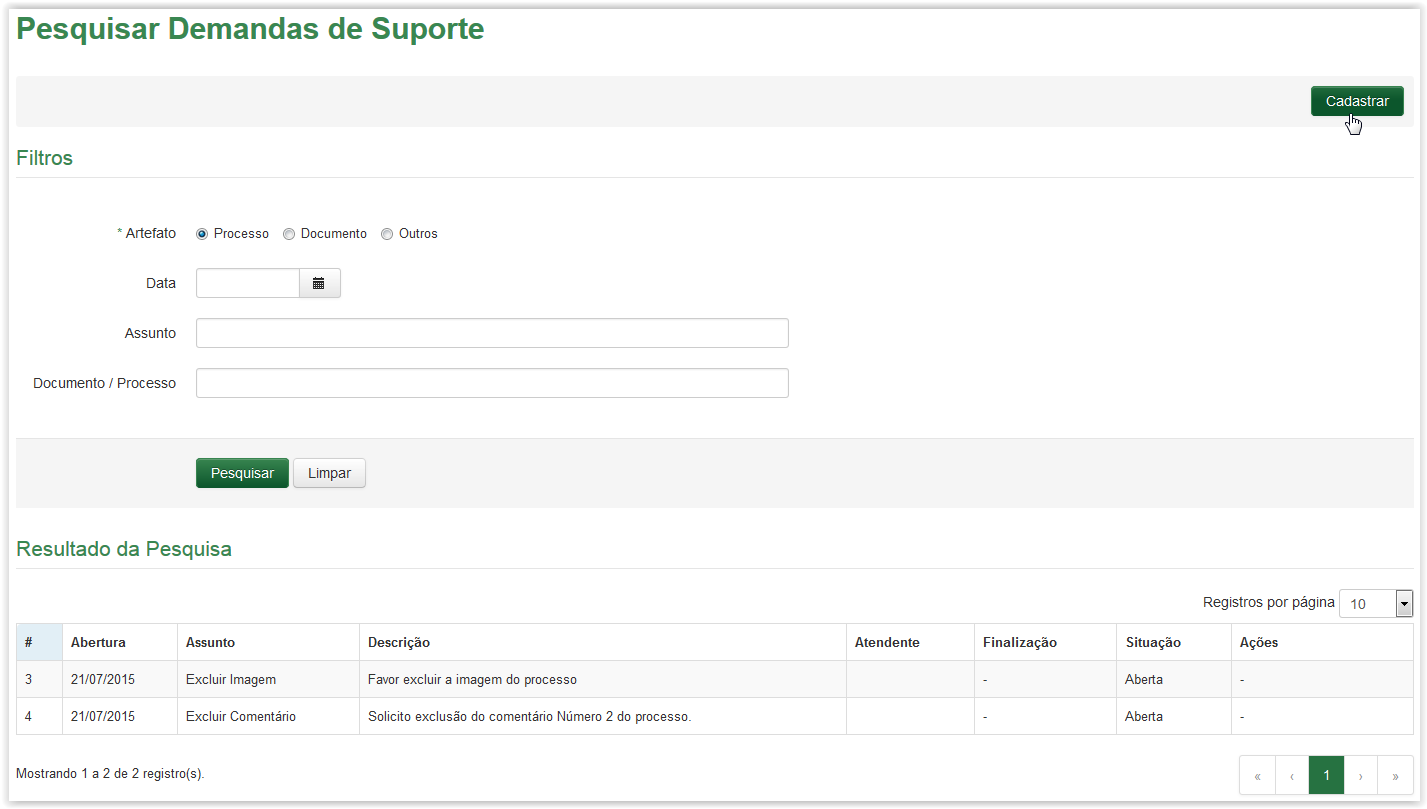 Pesquisar Demandas de Suporte
Cadastrar
Filtros
* Artefato Processo Documento Outros
Data
Assunto
Documento / Processo
Pesquisar Limpar
Resultado da Pesquisa
Registros por página 10
# Abertura Assunto Descrição Atendente Finalização Situação Ações
3 21/07/2015 Excluir Imagem Favor excluir a imagem do processo - Aberta -
4 21/07/2015 Excluir Comentário Solicito exclusão do comentário Número 2 do processo. - Aberta -
Mostrando 1 a 2 de 2 registro(s).
« ‹ 1 › »